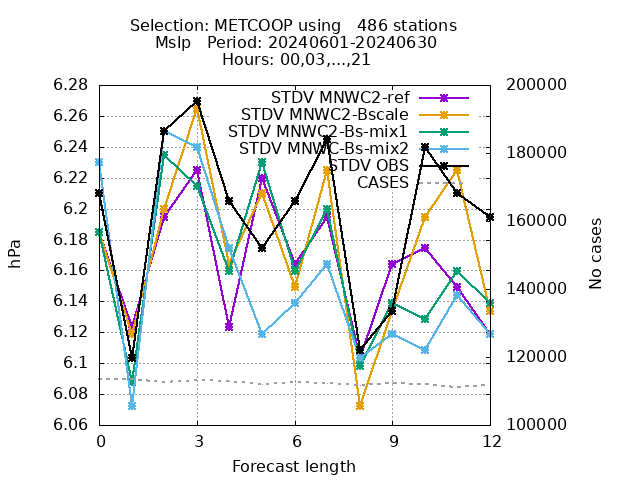 Selection: METCOOP using   486 stations
Mslp   Period: 20240601-20240630
Hours: 00,03,...,21
STDV MNWC2-ref
STDV MNWC2-Bscale
STDV MNWC2-Bs-mix1
STDV MNWC-Bs-mix2
STDV OBS
CASES
6.28
6.26
6.24
6.22
6.2
6.18
6.16
6.14
6.12
6.1
6.08
6.06
hPa
200000
180000
160000
140000
120000
100000
No cases
0
3
6
9
12
Forecast length